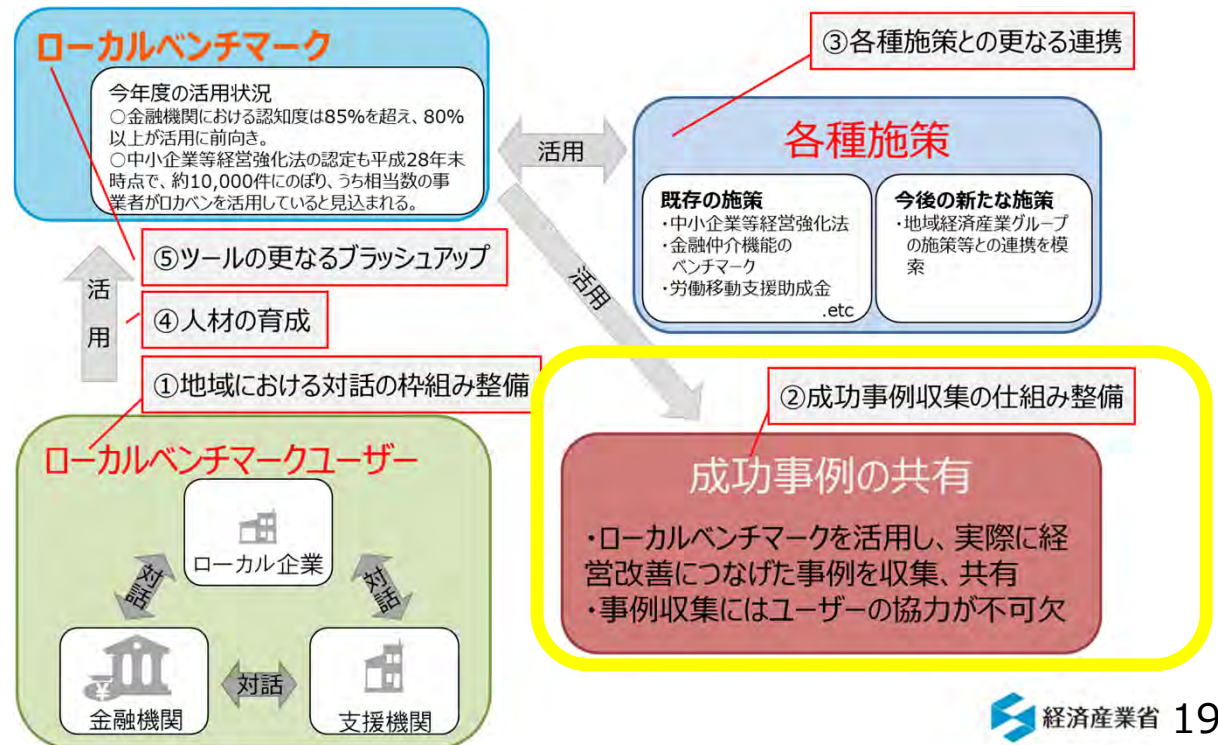 ローカルベンチマーク
今年度の活用状況
○金融機関における認知度は85%を超え、80%
以上が活用に前向き。
○中小企業等経営強化法の認定も平成28年末
時点で、約10,000件にのぼり、うち相当数の事
業者がロカベンを活用していると見込まれる。
③各種施策との更なる連携
活用
各種施策
既存の施策
・中小企業等経営強化法
・金融仲介機能の
ベンチマーク
・労働移動支援助成金
.etc
今後の新たな施策
・地域経済産業グループ
の施策等との連携を模
索
⑤ツールの更なるブラッシュアップ
活用
④人材の育成
活用
①地域における対話の枠組み整備
②成功事例収集の仕組み整備
ローカルベンチマークユーザー
ローカル企業
対話
対話
金融機関
対話
支援機関
成功事例の共有
・ローカルベンチマークを活用し、実際に経
営改善につなげた事例を収集、共有
・事例収集にはユーザーの協力が不可欠
経済産業省 19